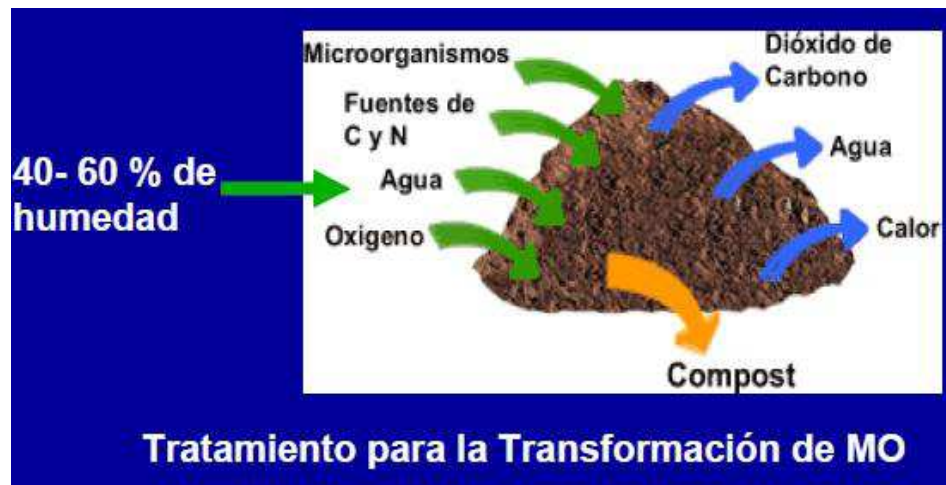 Microorganismos
Fuentes de
C y N
Agua
Oxigeno
40- 60 % de
humedad
Dióxido de
Carbono
Agua
Calor
Compost
Tratamiento para la Transformación de MO